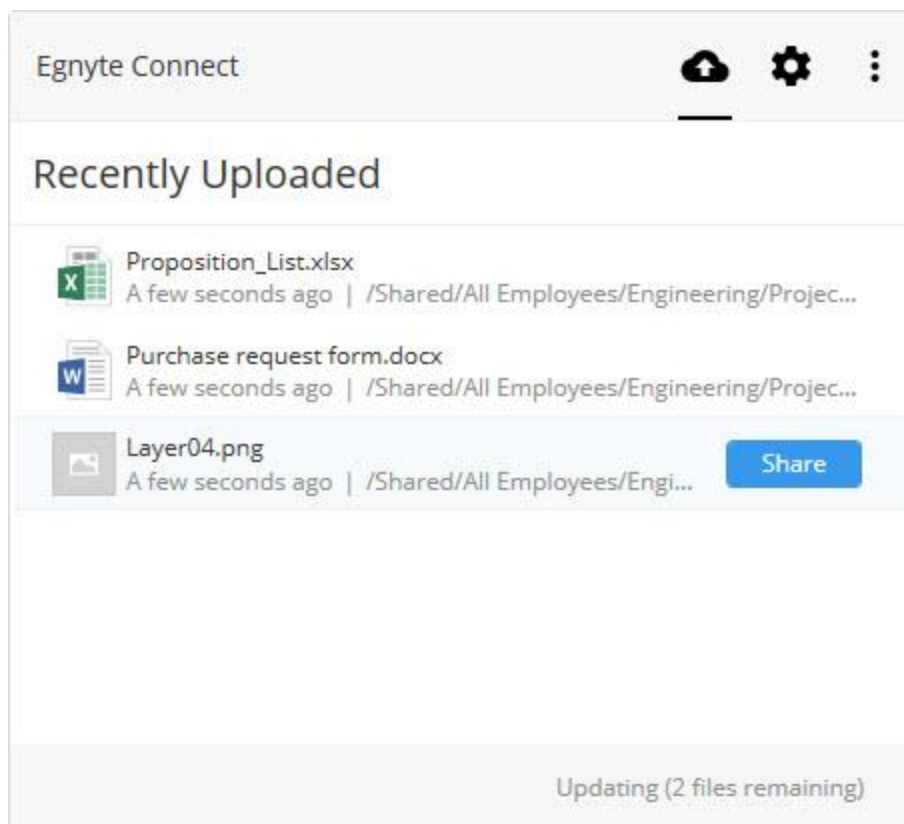 Egnyte Connect
Recently Uploaded
Proposition_List.xlsx
A few seconds ago | /Shared/All Employees/Engineering/Projec...
Purchase request form.docx
A few seconds ago | /Shared/All Employees/Engineering/Projec...
Layer04.png
A few seconds ago | /Shared/All Employees/Engi...
Share
Updating (2 files remaining)